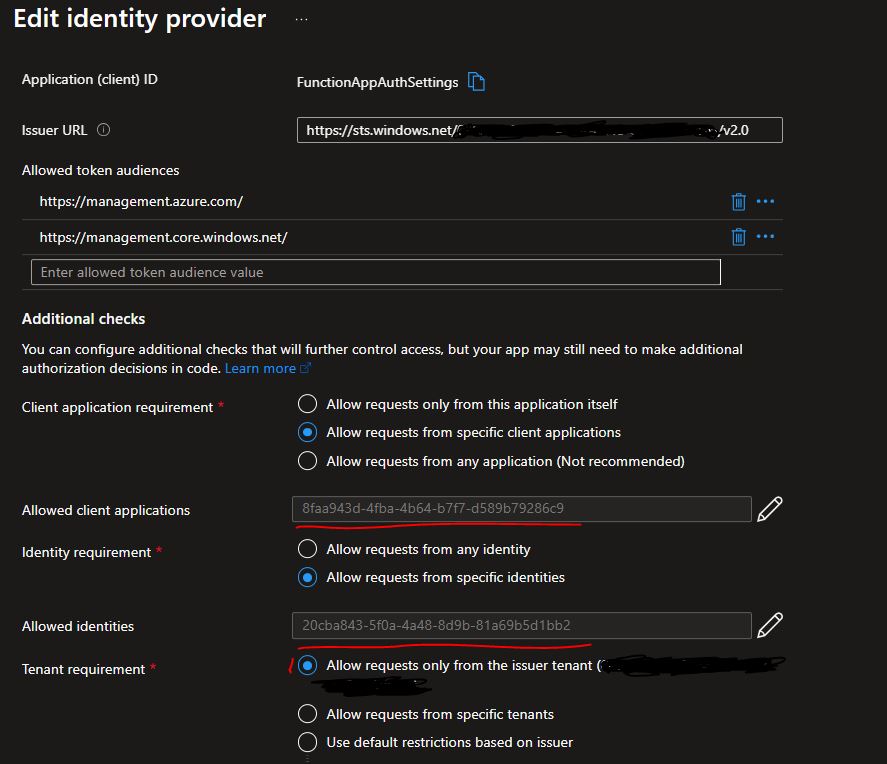 Edit identity provider ...
Application (client) ID
FunctionAppAuthSettings
Issuer URL
https://sts.windows.net/ /v2.0
Allowed token audiences
https://management.azure.com/
https://management.core.windows.net/
Enter allowed token audience value
Additional checks
You can configure additional checks that will further control access, but your app may still need to make additional
authorization decisions in code. Learn more
Client application requirement *
Allow requests only from this application itself
Allow requests from specific client applications
Allow requests from any application (Not recommended)
Allowed client applications
8faa943d-4fba-4b64-b7f7-d589b79286c9
Identity requirement *
Allow requests from any identity
Allow requests from specific identities
Allowed identities
20cba843-5f0a-4a48-8d9b-81a69b5d1bb2
Tenant requirement *
Allow requests only from the issuer tenant (
Allow requests from specific tenants
Use default restrictions based on issuer